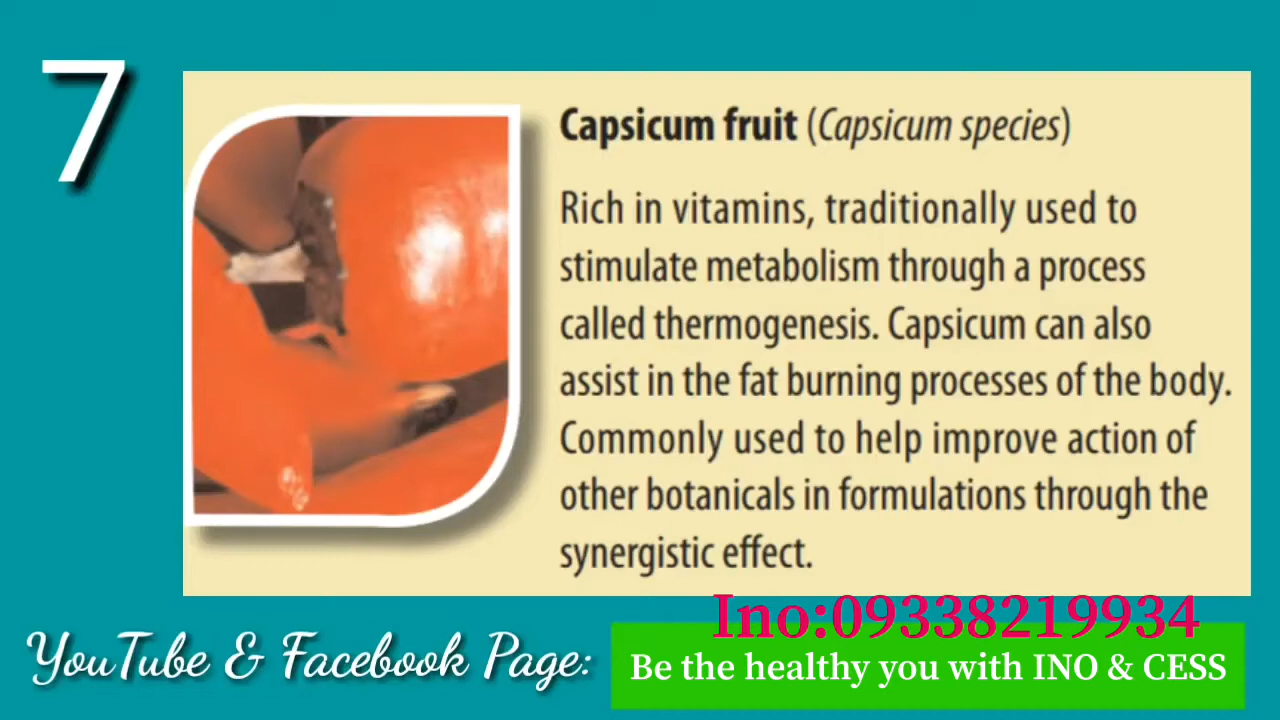 7
Capsicum fruit (Capsicum species)
Rich in vitamins, traditionally used to
stimulate metabolism through a process
called thermogenesis. Capsicum can also
assist in the fat burning processes of the body.
Commonly used to help improve action of
other botanicals in formulations through the
synergistic effect.
Ino:09338219934
YouTube & Facebook Page:
Be the healthy you with INO & CESS